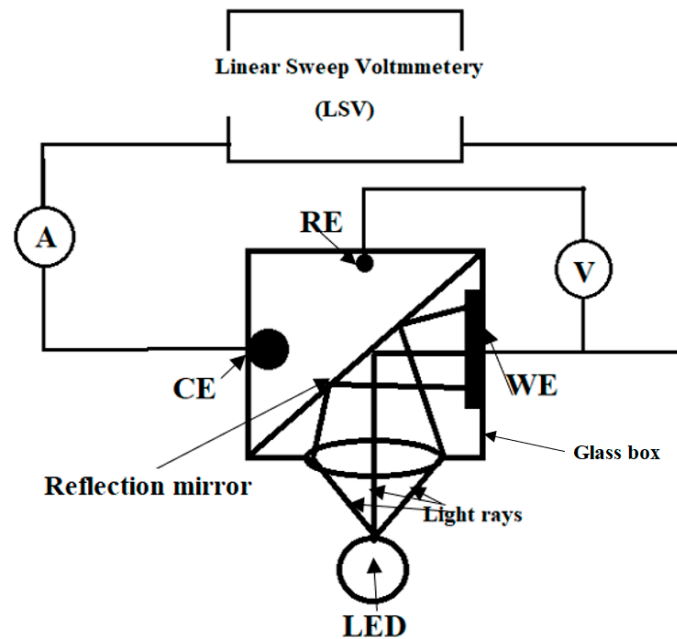 Linear Sweep Voltmmetery
(LSV)
A
RE
V
CE
WE
Glass box
Reflection mirror
Light rays
LED